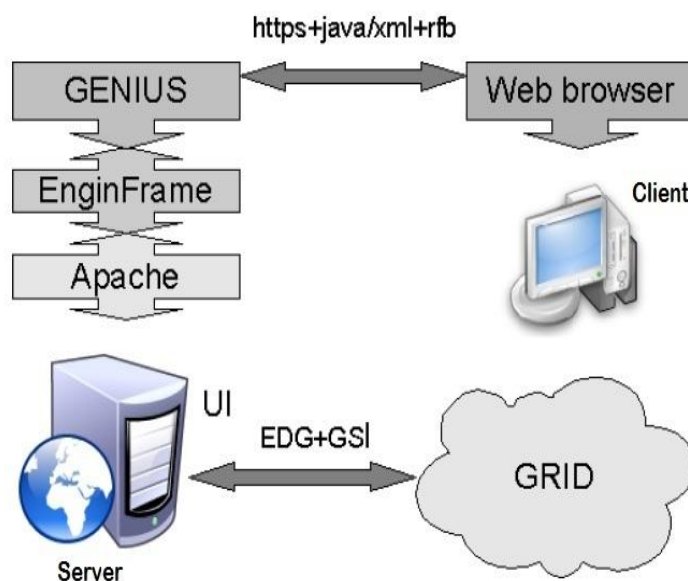 https+java/xml+rfb
GENIUS
Web browser
EnginFrame
Client
Apache
UI
EDG+GSI
GRID
Server